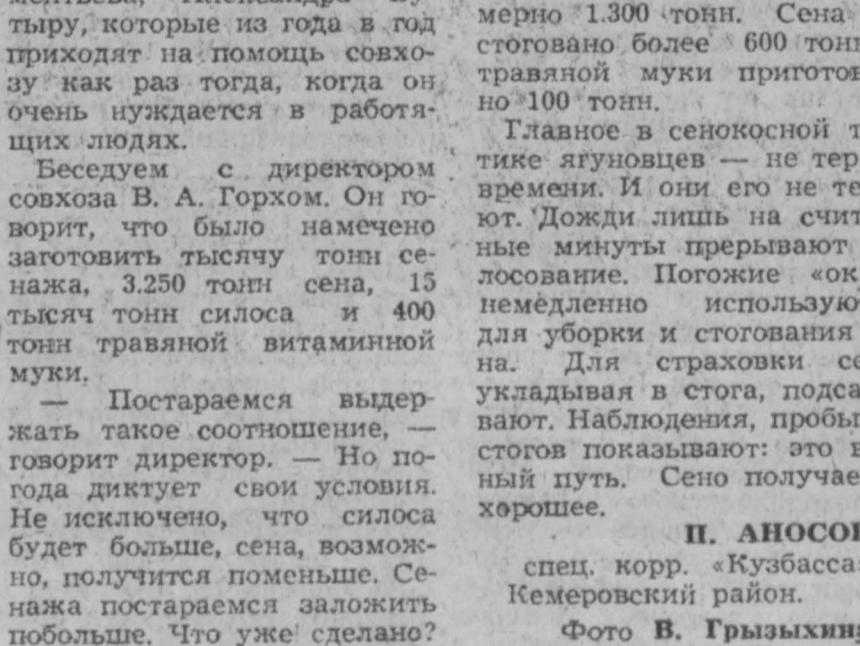 тыру, которые из года в год
приходят на помощь совхо-
зу как раз тогда, когда он
очень нуждается в работя-
щих людях.
Беседуем с директором
совхоза В. А. Горхом. Он го-
ворит, что было намечено
заготовить тысячу тонн се-
нажа, 3.250 тонн сена, 15
тысяч тонн силоса и 400
тонн травяной витаминной
муки.
— Постараемся выдер-
жать такое соотношение, —
говорит директор. — Но по-
года диктует свои условия.
Не исключено, что силоса
будет больше, сена, возмож-
но, получится поменьше. Се-
нажа постараемся заложить
побольше. Что уже сделано?
мерно 1.300 тонн. Сена
стоговано более 600 тонн
травяной муки приготов
но 100 тонн.
Главное в сенокосной т
тике ягуновцев — не тер
времени. И они его не те
ют. Дожди лишь на счит
ные минуты прерывают
лосование. Погожие «ок
немедленно используют
для уборки и стогования
на. Для страховки се
укладывая в стога, подса
вают. Наблюдения, пробы
стогов показывают: это в
ный путь. Сено получае
хорошее.
П. АНОСОВ
спец. корр. «Кузбасса»
Кемеровский район.
Фото В. Грызыхина